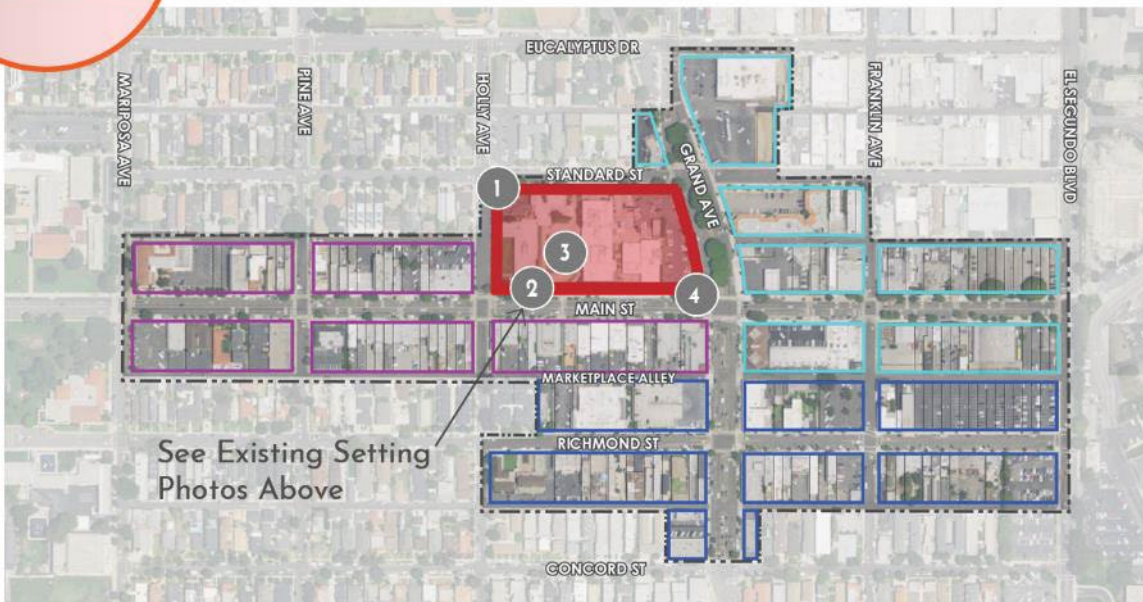 EUCALYPTUS DR
MARIPOSA AVE
PINE AVE
HOLLY AVE
GRAND AVE
FRANKLIN AVE
EL SEGUNDO BLVD
STANDARD ST
1
3
2
4
MAIN ST
MARKETPLACE ALLEY
RICHMOND ST
See Existing Setting
Photos Above
CONCORD ST